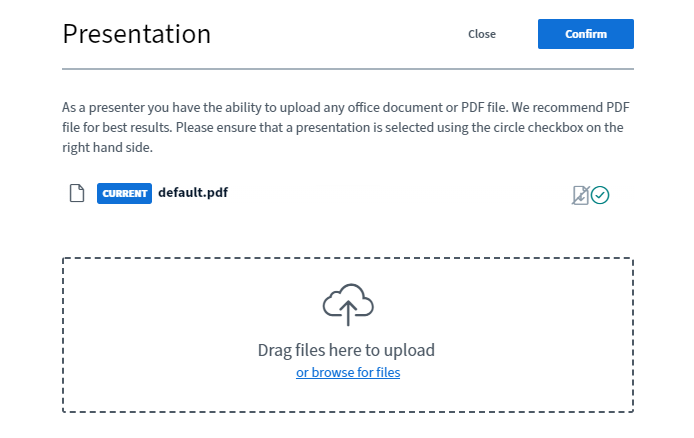 Presentation
Close
Confirm
As a presenter you have the ability to upload any office document or PDF file. We recommend PDF
file for best results. Please ensure that a presentation is selected using the circle checkbox on the
right hand side.
CURRENT default.pdf
Drag files here to upload
or browse for files